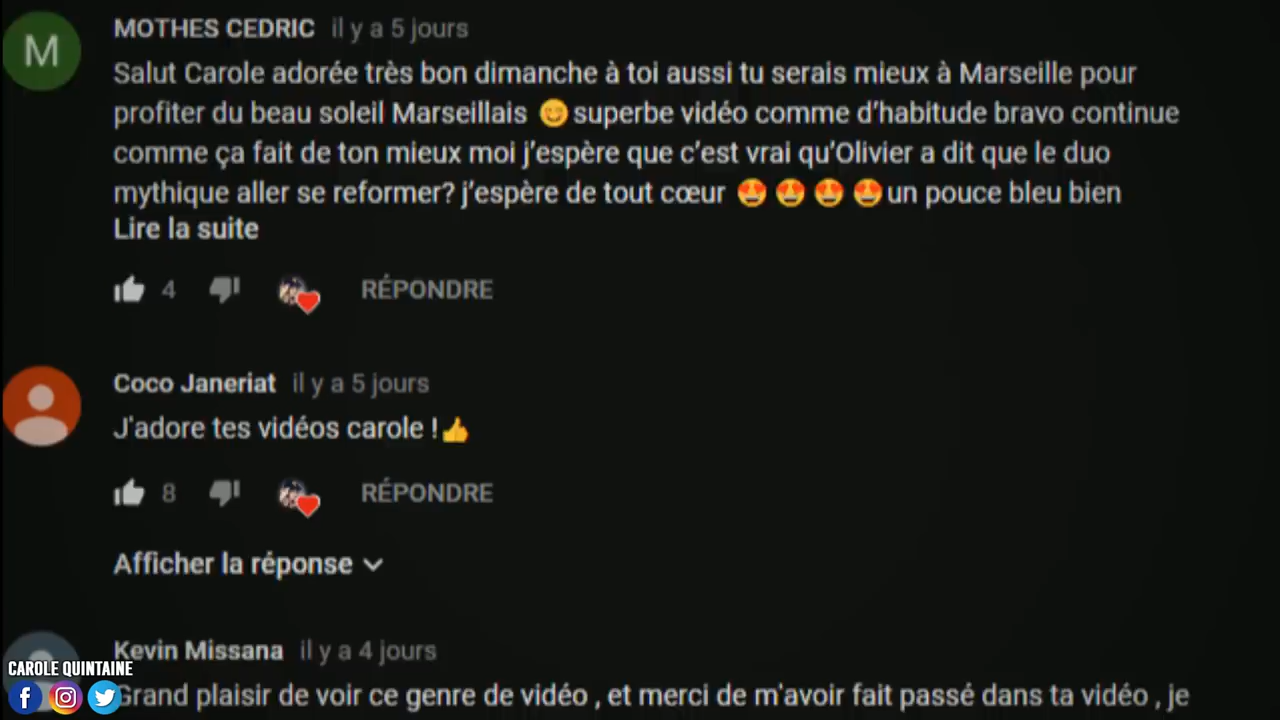 M
MOTHES CEDRIC il y a 5 jours
Salut Carole adorée très bon dimanche à toi aussi tu serais mieux à Marseille pour
profiter du beau soleil Marseillais 😊superbe vidéo comme d’habitude bravo continue
comme ça fait de ton mieux moi j’espère que c’est vrai qu’Olivier a dit que le duo
mythique aller se reformer? j’espère de tout cœur 😍 😍 😍 😍un pouce bleu bien
Lire la suite
4 RÉPONDRE
Coco Janeriat il y a 5 jours
J'adore tes vidéos carole !👍
8 RÉPONDRE
Afficher la réponse
Kevin Missana il y a 4 jours
CAROLE QUINTAINE
Grand plaisir de voir ce genre de vidéo , et merci de m'avoir fait passé dans ta vidéo , je